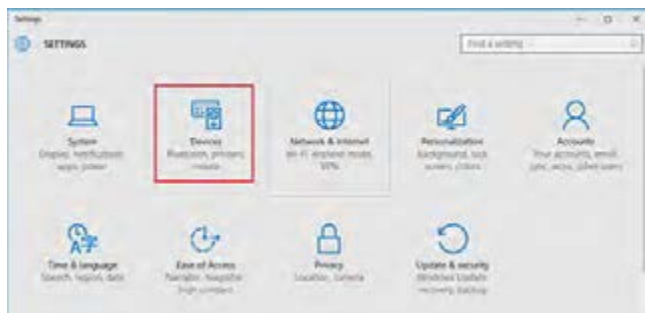 Settings
SETTINGS
Find a setting
System
Display, notifications,
apps, power
Devices
Bluetooth, printers,
mouse
Network & Internet
Wi-Fi, airplane mode,
VPN
Personalization
Background, lock
screen, colors
Accounts
Your accounts, email,
sync, work, other users
Time & language
Speech, region, date
Ease of Access
Narrator, magnifier,
high contrast
Privacy
Location, camera
Update & security
Windows Update,
recovery, backup